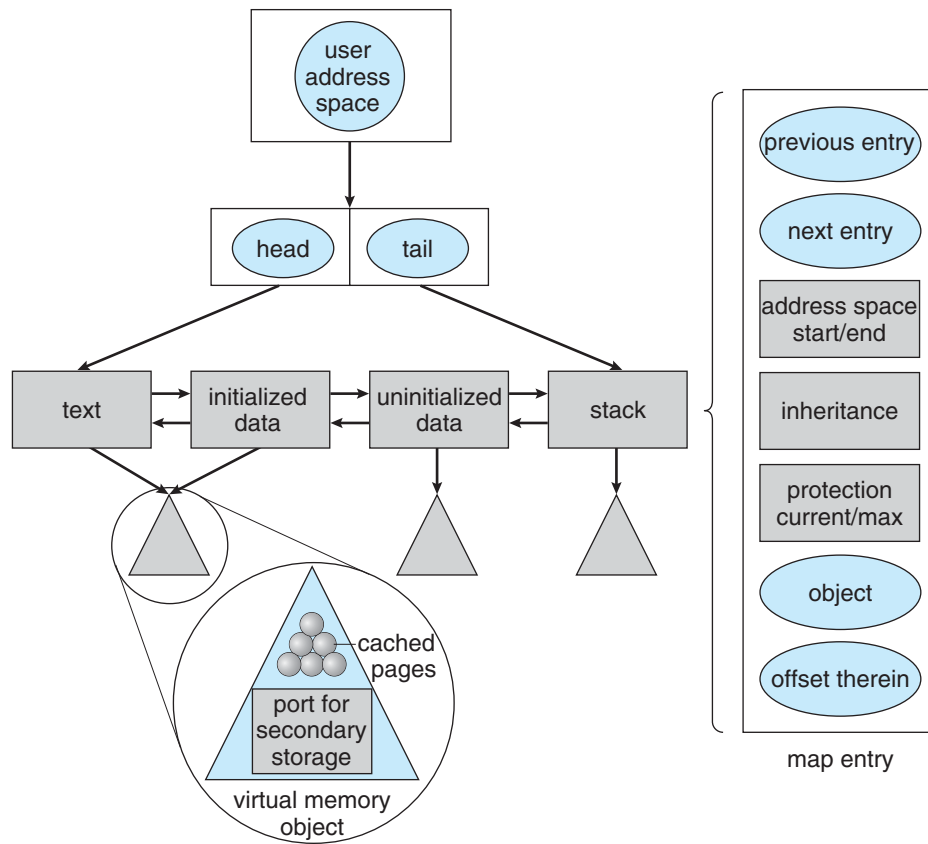 user
address
space
head
tail
text
initialized
data
uninitialized
data
stack
cached
pages
port for
secondary
storage
virtual memory
object
previous entry
next entry
address space
start/end
inheritance
protection
current/max
object
offset therein
map entry